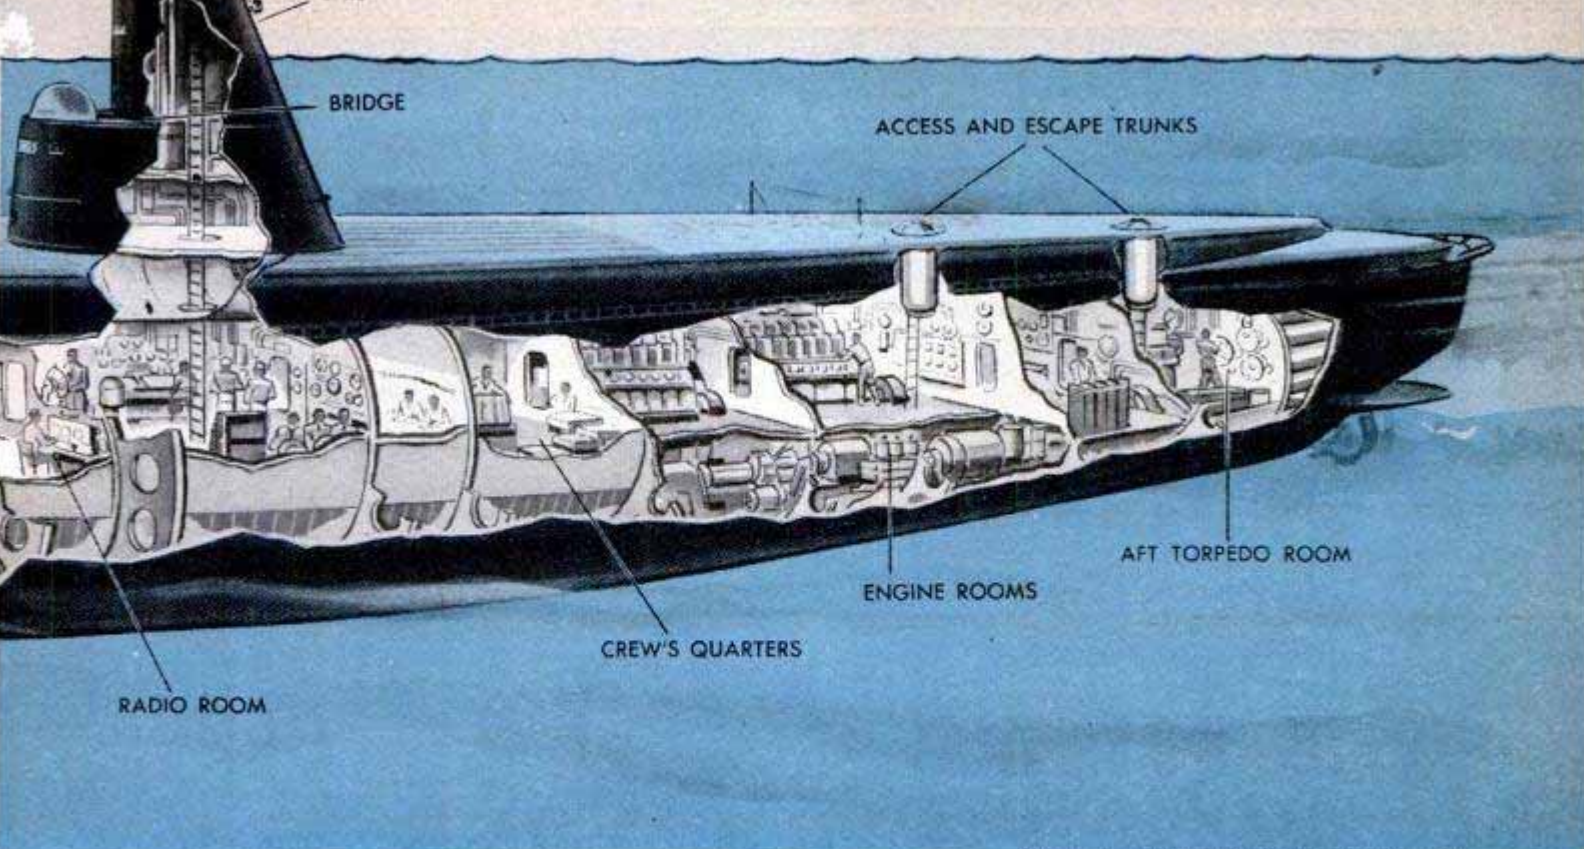 BRIDGE
ACCESS AND ESCAPE TRUNKS
AFT TORPEDO ROOM
ENGINE ROOMS
CREW'S QUARTERS
RADIO ROOM